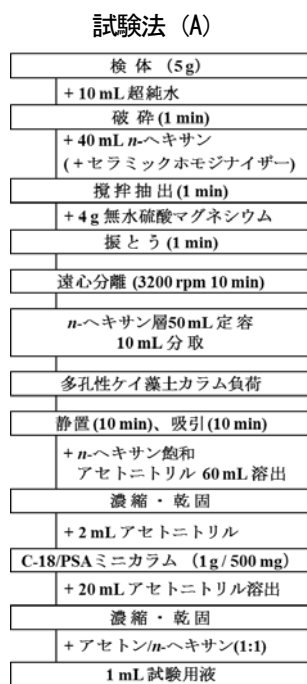 試験法（A）
検 体 （5 g）
+ 10 mL 超純水
破 砕 (1 min)
+ 40 mL n-ヘキサン
( + セラミックホモジナイザー)
攪拌抽出 (1 min)
+ 4 g 無水硫酸マグネシウム
振とう (1 min)
遠心分離 (3200 rpm 10 min)
n-ヘキサン層50 mL 定容
10 mL 分取
多孔性ケイ藻土カラム負荷
静置 (10 min)、吸引 (10 min)
+ n-ヘキサン飽和
アセトニトリル 60 mL 溶出
濃縮・乾固
+ 2 mL アセトニトリル
C-18/PSAミニカラム（1 g / 500 mg）
+ 20 mL アセトニトリル溶出
濃縮・乾固
+ アセトン/n-ヘキサン(1:1)
1 mL 試験用液